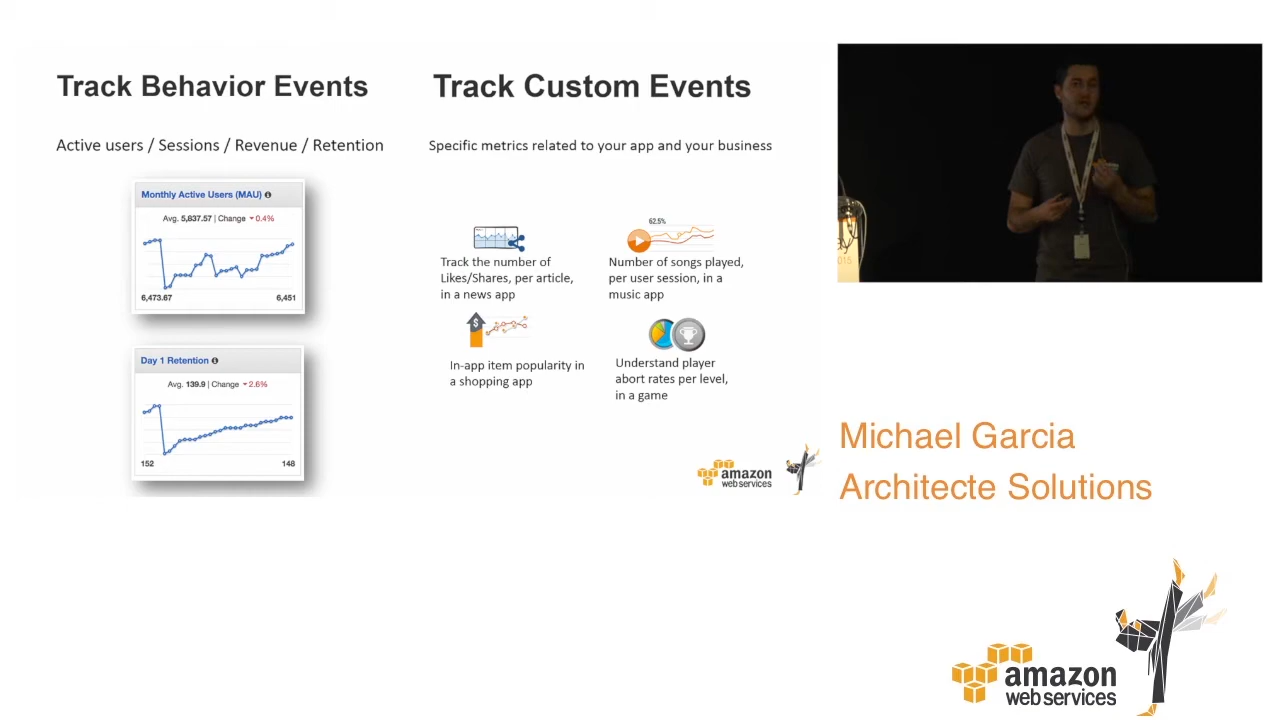 Track Behavior Events
Active users / Sessions / Revenue / Retention
Monthly Active Users (MAU)
Avg. 5,837.57 | Change 0.4%
6,473.67 6,451
Day 1 Retention
Avg. 139.9 | Change 2.6%
152 148
Track Custom Events
Specific metrics related to your app and your business
Track the number of
Likes/Shares, per article,
in a news app
62.5%
Number of songs played,
per user session, in a
music app
$
In-app item popularity in
a shopping app
Understand player
abort rates per level,
in a game
amazon
web services
2015
Michael Garcia
Architecte Solutions
amazon
web services